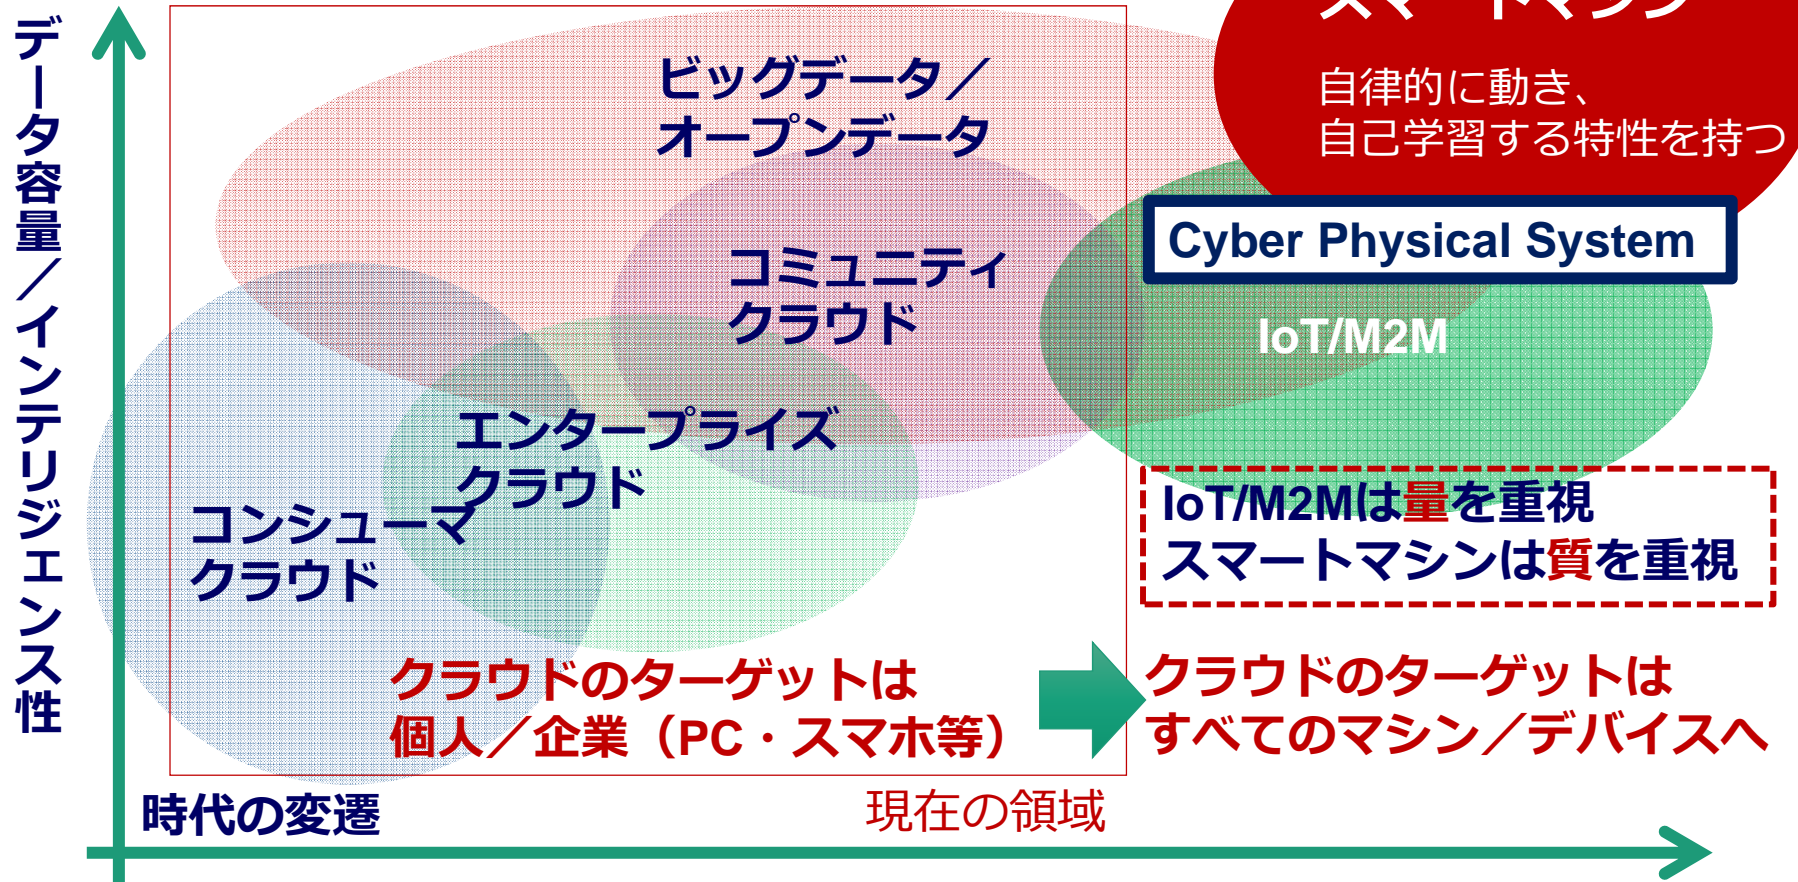 データ容量／インテリジェンス性
スマートマシン
自律的に動き、
自己学習する特性を持つ
ビッグデータ／
オープンデータ
Cyber Physical System
コミュニティ
クラウド
IoT/M2M
エンタープライズ
クラウド
コンシューマ
クラウド
IoT/M2Mは量を重視
スマートマシンは質を重視
クラウドのターゲットは
個人／企業（PC・スマホ等）
クラウドのターゲットは
すべてのマシン／デバイスへ
時代の変遷
現在の領域